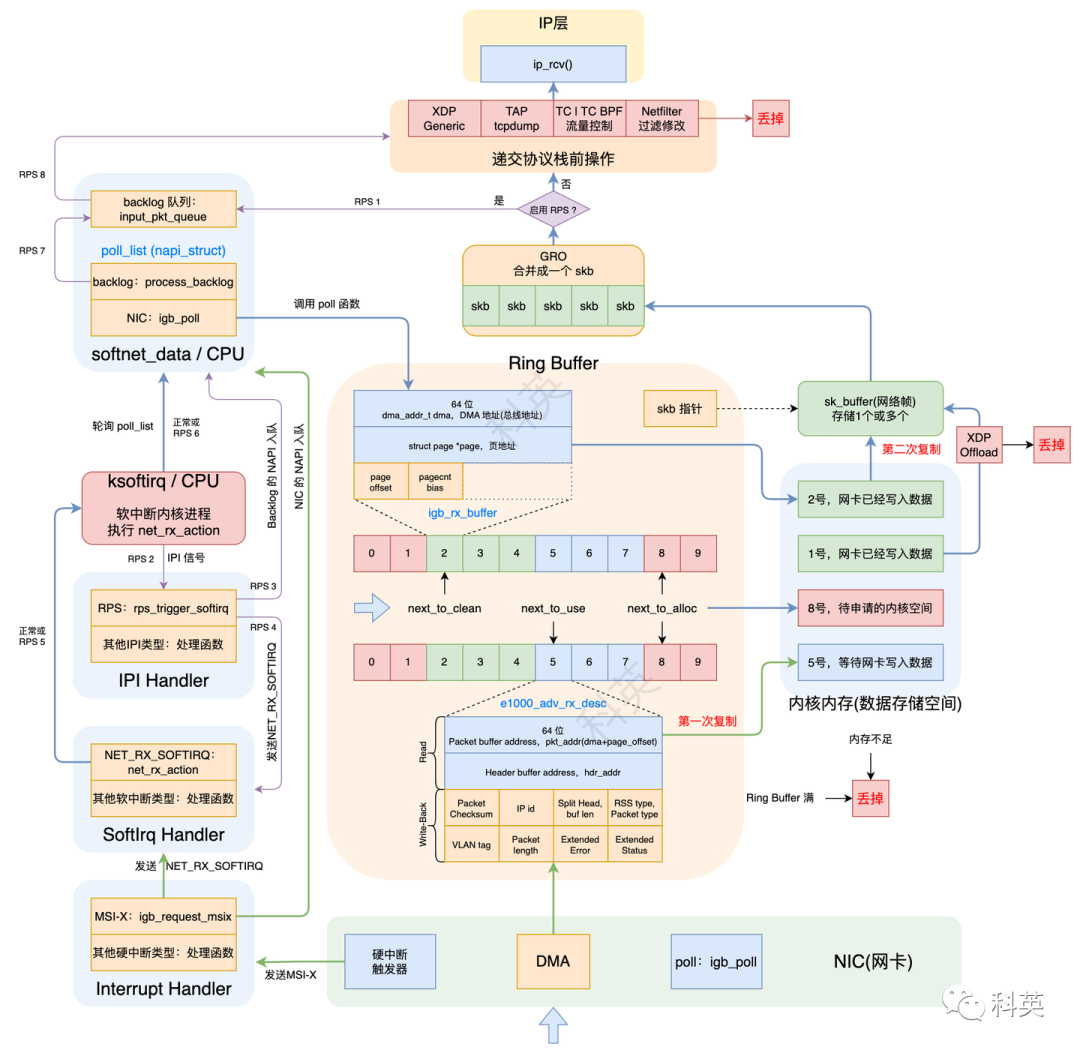 IP层
ip_rcv()
XDP
Generic
TAP
tcpdump
TC | TC BPF
流量控制
Netfilter
过滤修改
丢掉
递交协议栈前操作
RPS 8
否
启用 RPS ?
是
RPS 1
backlog 队列:
input_pkt_queue
RPS 7
poll_list (napi_struct)
backlog: process_backlog
NIC: igb_poll
softnet_data / CPU
调用 poll 函数
GRO
合并成一个 skb
skb
skb
skb
skb
skb
Ring Buffer
64 位
dma_addr_t dma, DMA 地址(总线地址)
struct page *page, 页地址
page
offset
pagecnt
bias
igb_rx_buffer
skb 指针
sk_buffer(网络帧)
存储1个或多个
第二次复制
XDP
Offload
丢掉
轮询 poll_list
正常或
RPS 6
Backlog 的 NAPI 入队
NIC 的 NAPI 入队
ksoftirq / CPU
软中断内核进程
执行 net_rx_action
RPS 2
IPI 信号
RPS 3
RPS: rps_trigger_softirq
RPS 4
其他IPI类型: 处理函数
IPI Handler
正常或
RPS 5
发送NET_RX_SOFTIRQ
0
1
2
3
4
5
6
7
8
9
next_to_clean
next_to_use
next_to_alloc
0
1
2
3
4
5
6
7
8
9
2号, 网卡已经写入数据
1号, 网卡已经写入数据
8号, 待申请的内核空间
5号, 等待网卡写入数据
内核内存(数据存储空间)
e1000_adv_rx_desc
第一次复制
Read
64 位
Packet buffer address, pkt_addr(dma+page_offset)
Header buffer address, hdr_addr
Write-Back
Packet
Checksum
IP id
Split Head,
buf len
RSS type,
Packet type
VLAN tag
Packet
length
Extended
Error
Extended
Status
内存不足
Ring Buffer 满
丢掉
NET_RX_SOFTIRQ:
net_rx_action
其他软中断类型: 处理函数
SoftIrq Handler
发送 NET_RX_SOFTIRQ
MSI-X: igb_request_msix
其他硬中断类型: 处理函数
Interrupt Handler
发送MSI-X
硬中断
触发器
DMA
poll: igb_poll
NIC(网卡)
科英
科英
科英